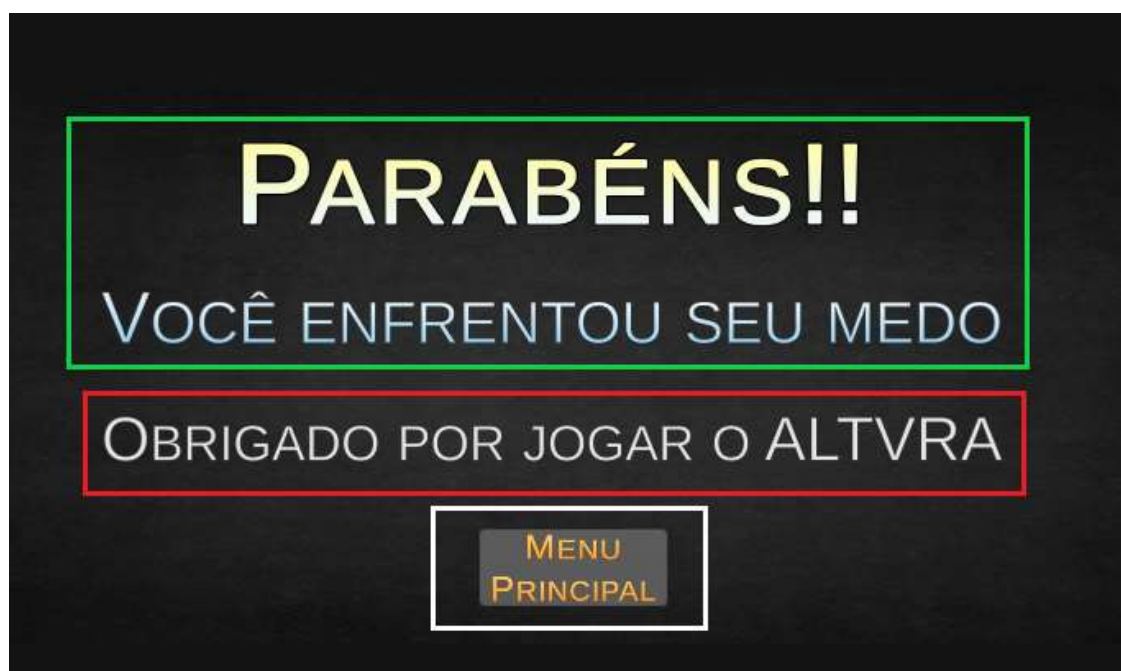 Parabéns!!
Você enfrentou seu medo
Obrigado por jogar o ALTVRA
Menu
Principal